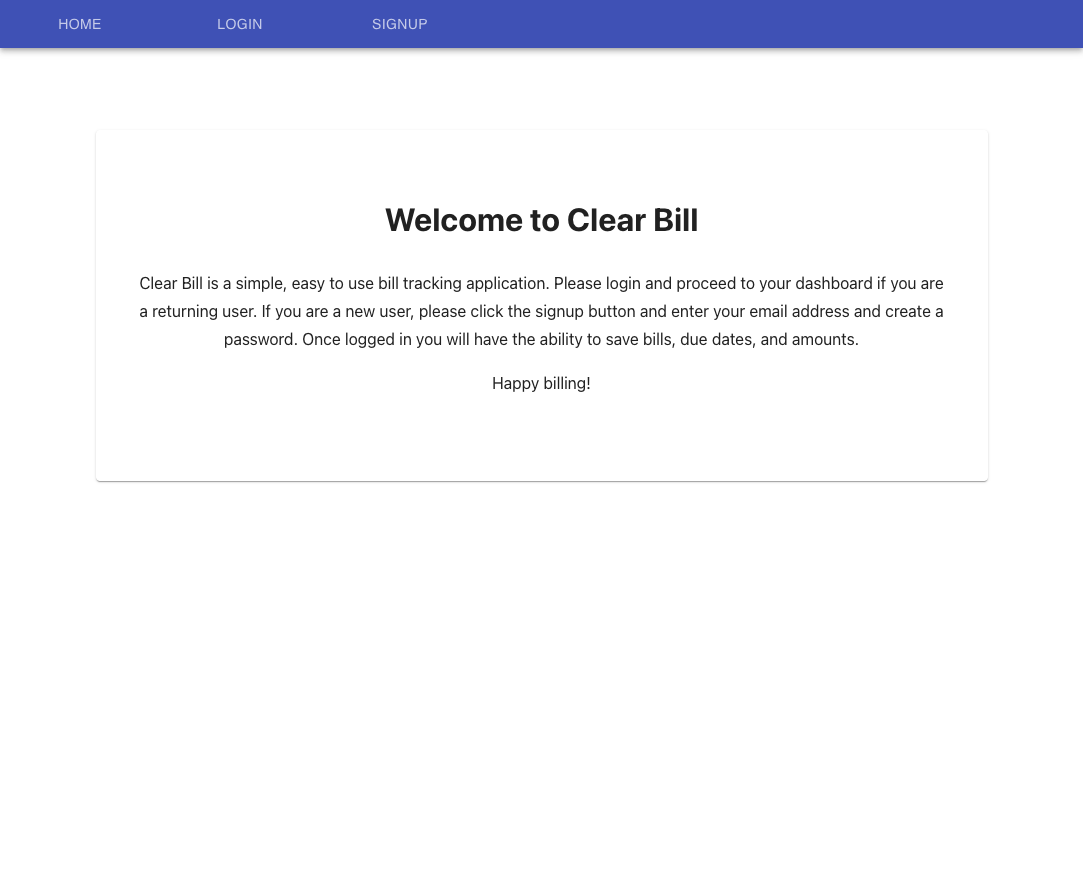 HOME LOGIN SIGNUP
Welcome to Clear Bill
Clear Bill is a simple, easy to use bill tracking application. Please login and proceed to your dashboard if you are
a returning user. If you are a new user, please click the signup button and enter your email address and create a
password. Once logged in you will have the ability to save bills, due dates, and amounts.
Happy billing!